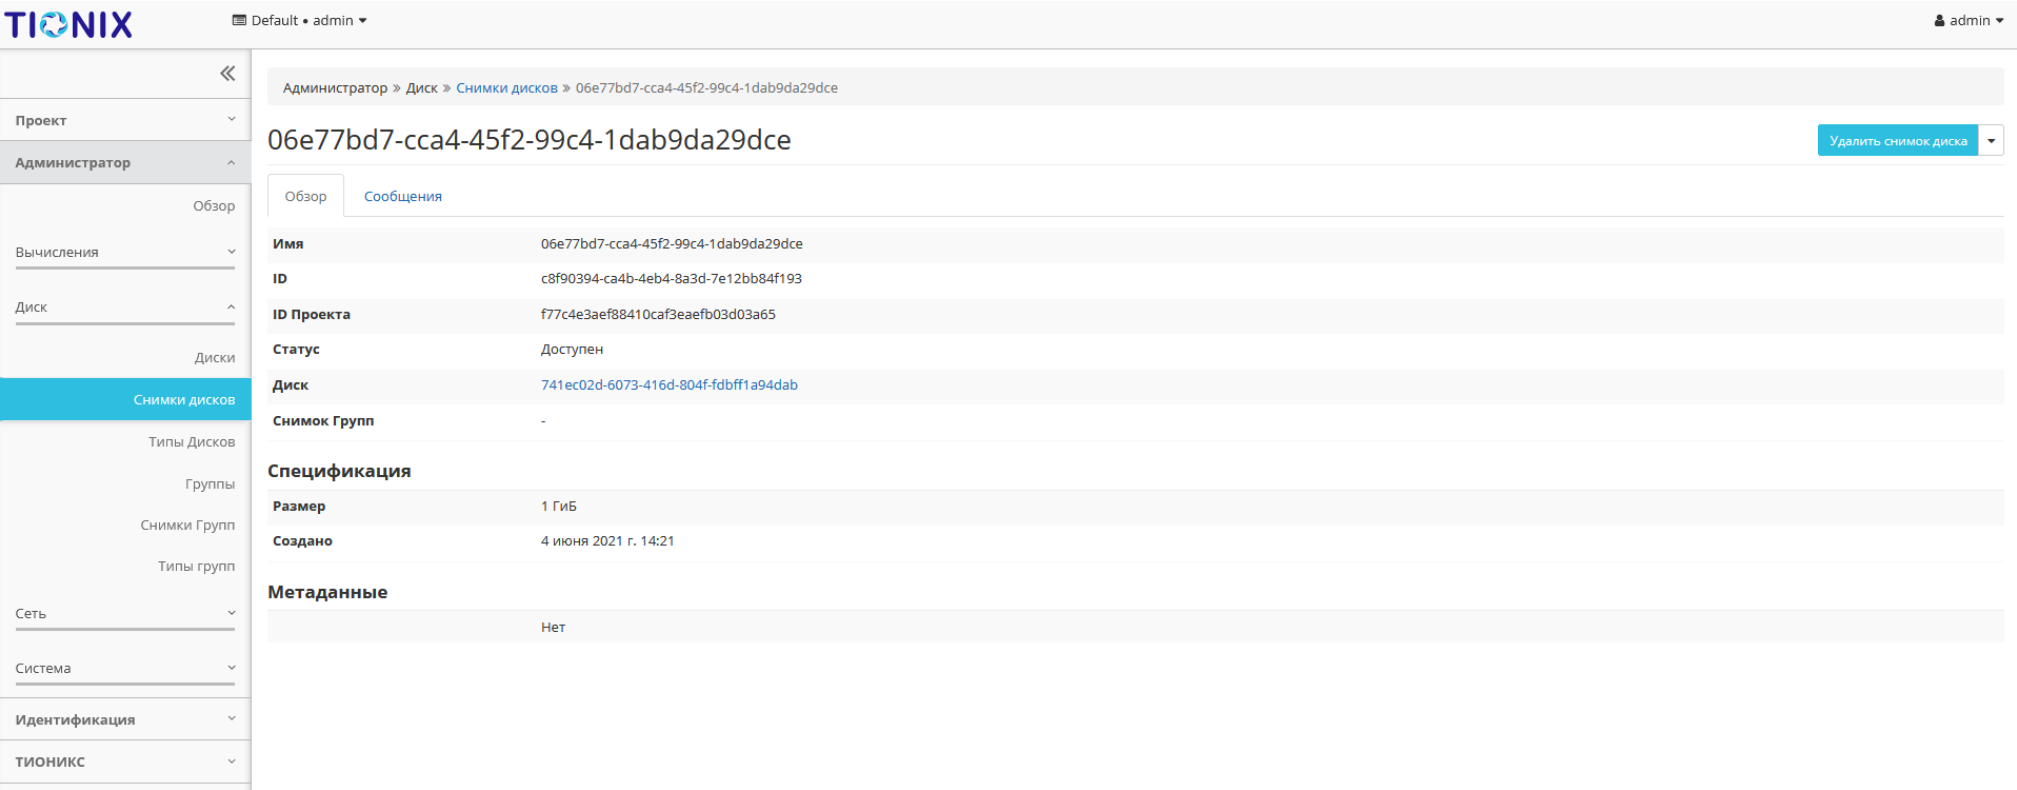 TIONIX
Default • admin
admin
Проект
Администратор
Обзор
Вычисления
Диск
Диски
Снимки дисков
Типы Дисков
Группы
Снимки Групп
Типы групп
Сеть
Система
Идентификация
ТИОНИКС
Администратор » Диск » Снимки дисков » 06e77bd7-cca4-45f2-99c4-1dab9da29dce
06e77bd7-cca4-45f2-99c4-1dab9da29dce
Удалить снимок диска
Обзор Сообщения
Имя 06e77bd7-cca4-45f2-99c4-1dab9da29dce
ID c8f90394-ca4b-4eb4-8a3d-7e12bb84f193
ID Проекта f77c4e3aef88410caf3eaefb03d03a65
Статус Доступен
Диск 741ec02d-6073-416d-804f-fdbff1a94dab
Снимок Групп -
Спецификация
Размер 1 ГиБ
Создано 4 июня 2021 г. 14:21
Метаданные
Нет